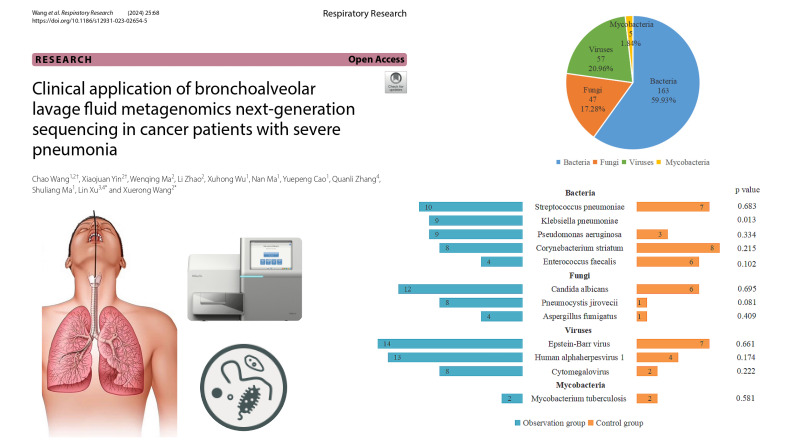 Wang et al. Respiratory Research (2024) 25:68
https://doi.org/10.1186/s12931-023-02654-5
Respiratory Research
RESEARCH Open Access
Check for updates
Clinical application of bronchoalveolar
lavage fluid metagenomics next-generation
sequencing in cancer patients with severe
pneumonia
Chao Wang1,2†, Xiaojuan Yin2†, Wenqing Ma2, Li Zhao2, Xuhong Wu1, Nan Ma1, Yuepeng Cao1, Quanli Zhang4,
Shuliang Ma1, Lin Xu3,4* and Xuerong Wang2*
Mycobacteria
5
1.84%
Viruses
57
20.96%
Fungi
47
17.28%
Bacteria
163
59.93%
Bacteria Fungi Viruses Mycobacteria
p value
Bacteria
10 Streptococcus pneumoniae 7 0.683
9 Klebsiella pneumoniae 0.013
9 Pseudomonas aeruginosa 3 0.334
8 Corynebacterium striatum 8 0.215
4 Enterococcus faecalis 6 0.102
Fungi
12 Candida albicans 6 0.695
8 Pneumocystis jirovecii 1 0.081
4 Aspergillus fumigatus 1 0.409
Viruses
14 Epstein-Barr virus 7 0.661
13 Human alphaherpesvirus 1 4 0.174
8 Cytomegalovirus 2 0.222
Mycobacteria
2 Mycobacterium tuberculosis 2 0.581
Observation group Control group